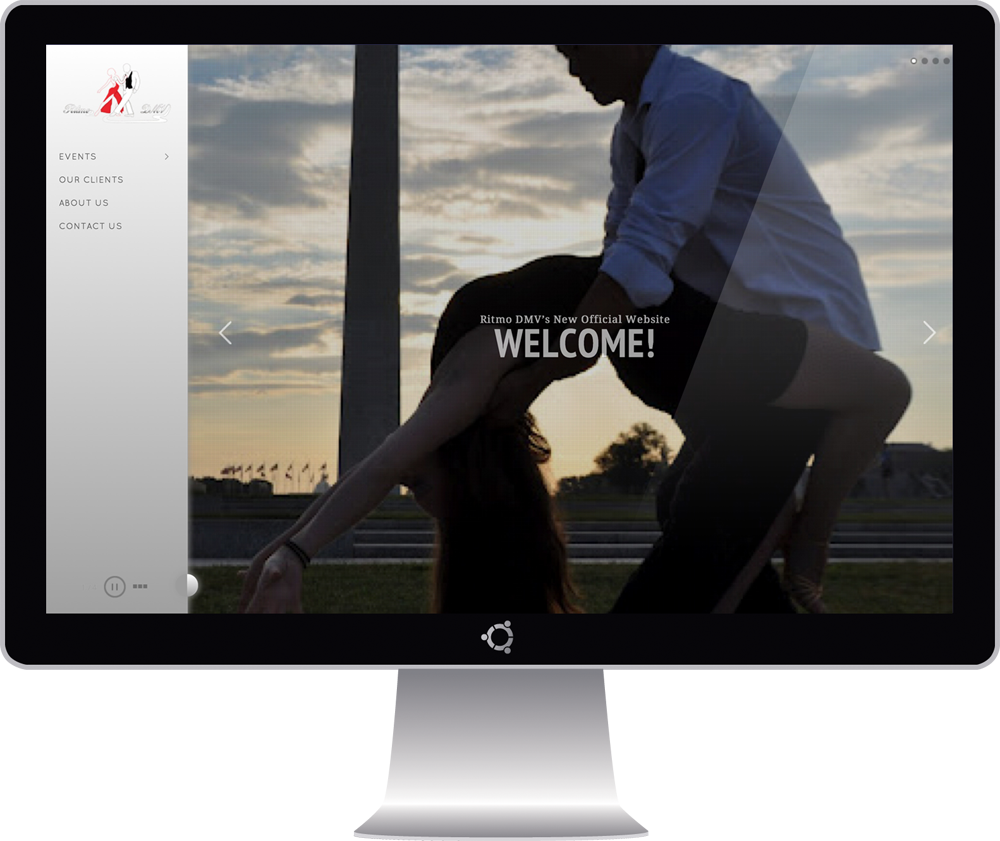 Ritmo DMV
EVENTS
OUR CLIENTS
ABOUT US
CONTACT US
Ritmo DMV's New Official Website
WELCOME!